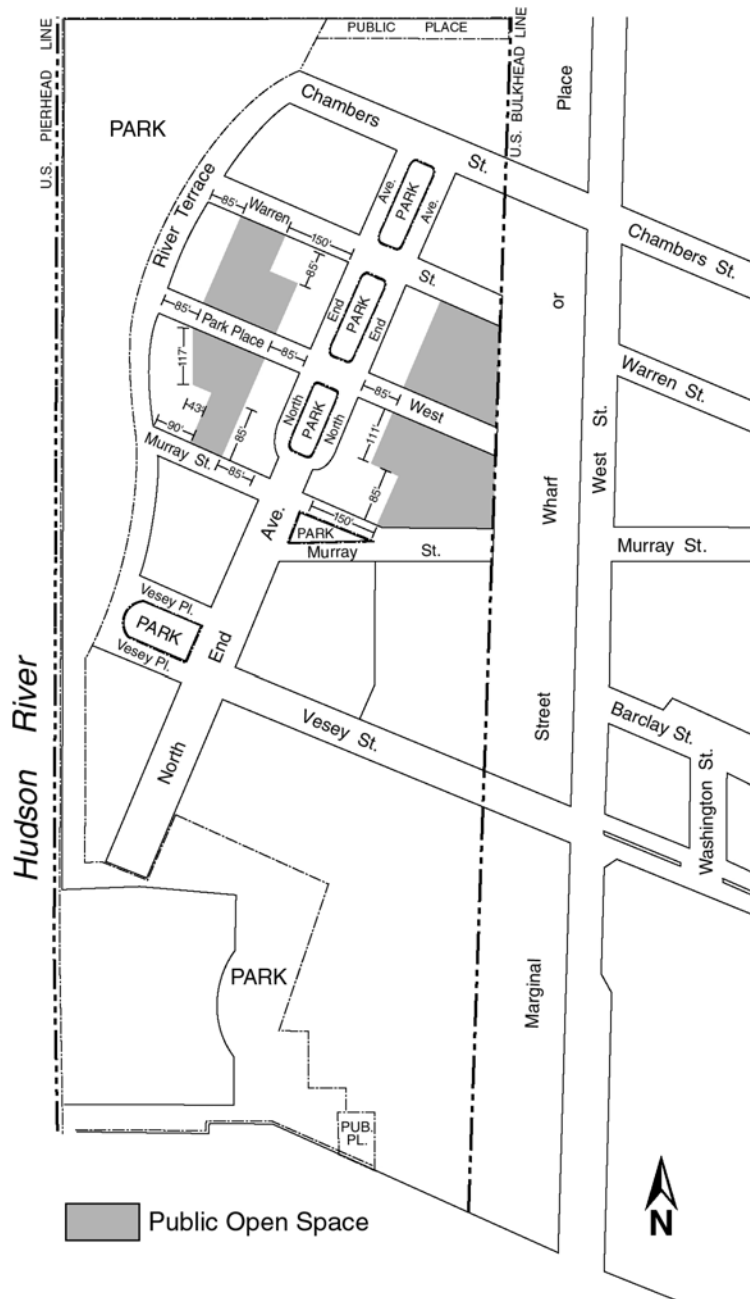 U.S. PIERHEAD LINE
PUBLIC PLACE
U.S. BULKHEAD LINE
Place
PARK
Chambers
St.
Ave.
PARK
Ave.
River Terrace
85'
Warren
150'
85'
St.
Chambers St.
or
End
PARK
End
85'
Park Place
85'
117'
43'
90'
85'
85'
Murray St.
North
PARK
North
85'
West
111'
85'
150'
Warren St.
West St.
Wharf
Ave.
PARK
Murray St.
Murray St.
Vesey Pl.
PARK
Vesey Pl.
End
Hudson River
North
Vesey St.
Street
Barclay St.
Washington St.
PARK
Marginal
PUB.
PL.
N
Public Open Space